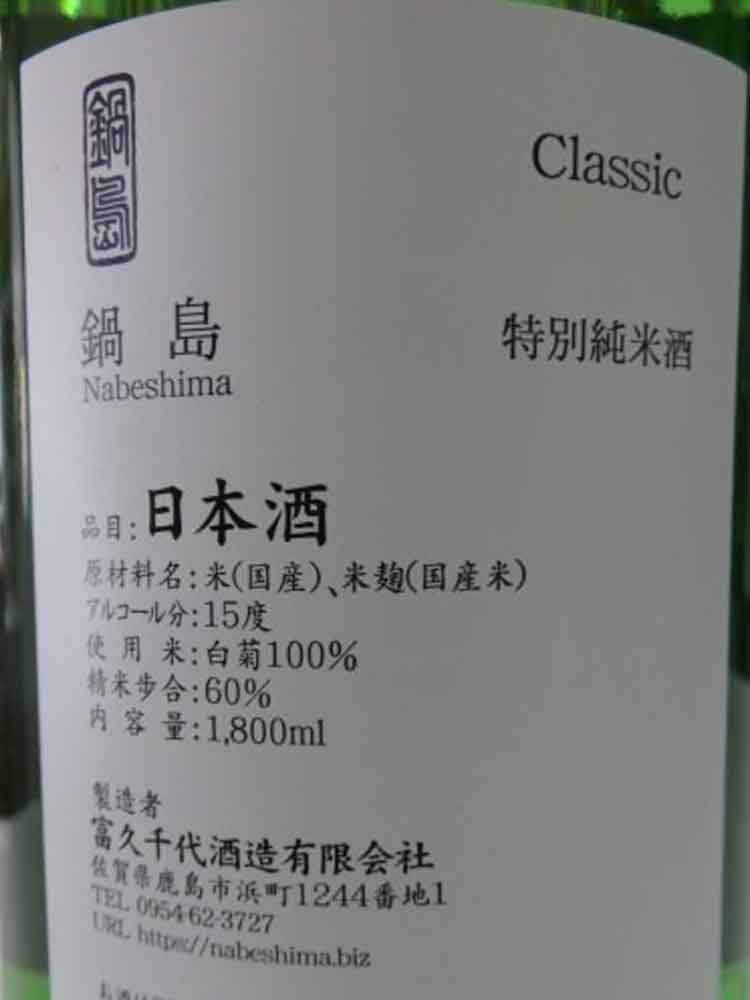 鍋島
Classic
鍋島
Nabeshima
特別純米酒
品目:日本酒
原材料名:米(国産)、米麹(国産米)
アルコール分:15度
使用米:白菊100%
精米歩合:60%
内容量:1,800ml
製造者
富久千代酒造有限会社
佐賀県鹿島市浜町1244番地1
TEL 0954-62-3727
URL https://nabeshima.biz
お酒は